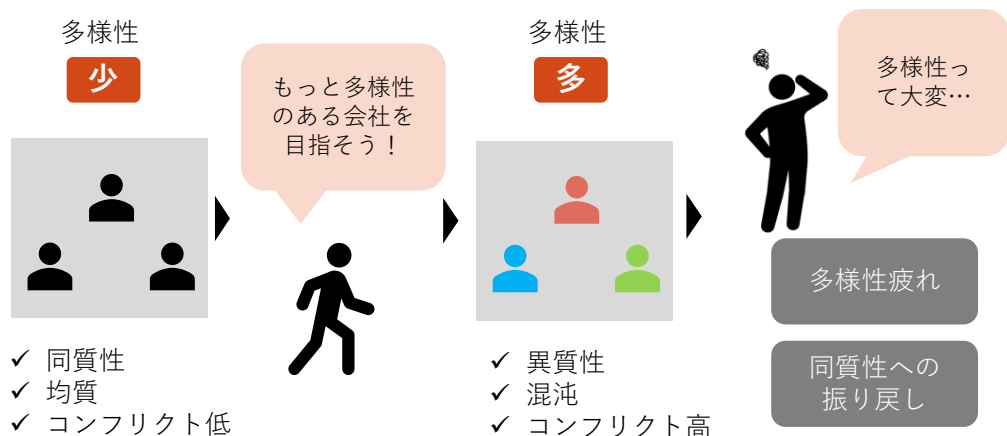 多様性
少
もっと多様性
のある会社を
目指そう！
多様性
多
多様性っ
て大変…
✓ 同質性
✓ 均質
✓ コンフリクト低
✓ 異質性
✓ 混沌
✓ コンフリクト高
多様性疲れ
同質性への
振り戻し